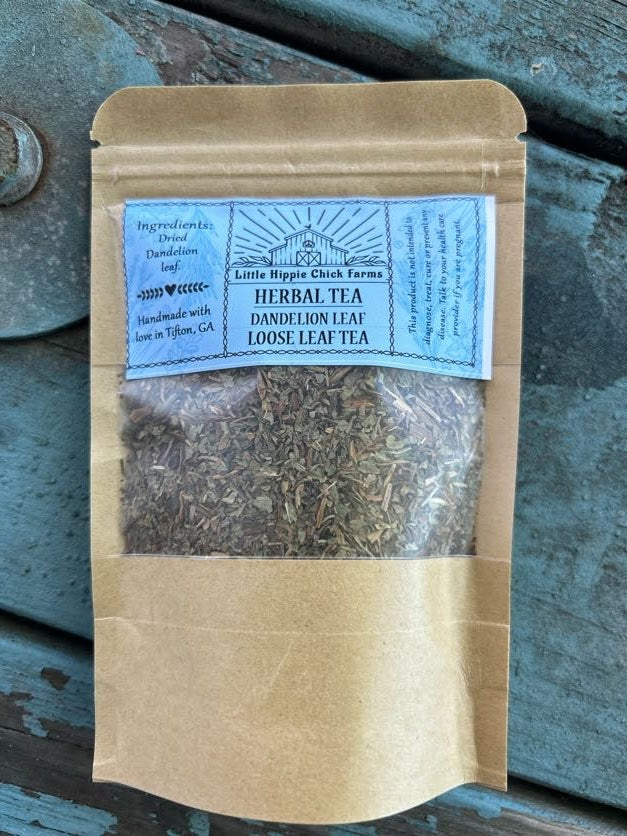 Ingredients:
Dried
Dandelion
leaf.
Handmade with
love in Tifton, GA
Little Hippie Chick Farms
HERBAL TEA
DANDELION LEAF
LOOSE LEAF TEA
This product is not intended to
diagnose, treat, cure or prevent any
disease. Talk to your health care
provider if you are pregnant.